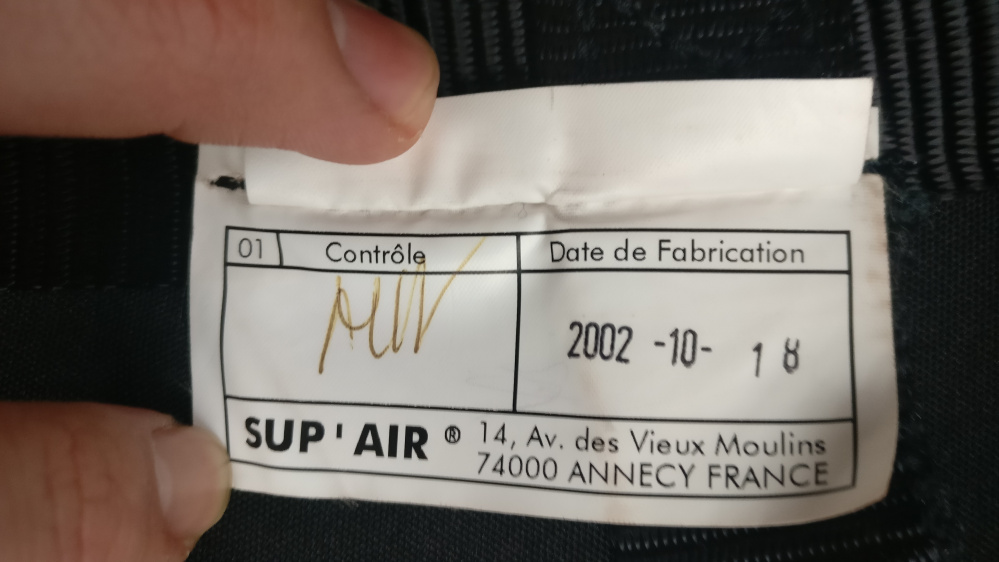 01 Contrôle Date de Fabrication
2002 -10- 18
SUP'AIR ® 14, Av. des Vieux Moulins
74000 ANNECY FRANCE